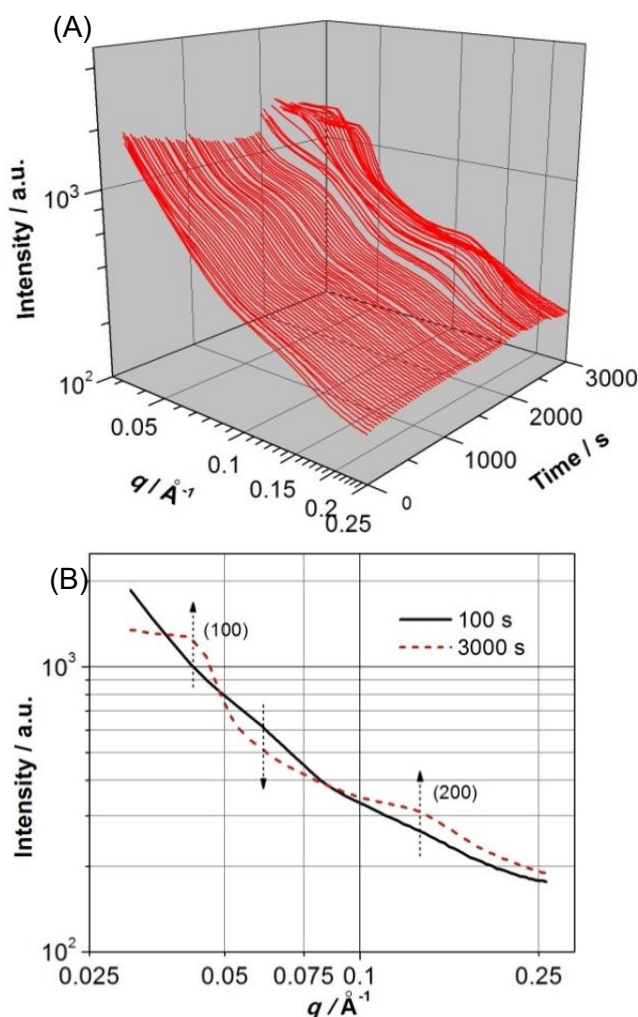 (A)
Intensity / a.u.
10³
10²
0.05
0.1
0.15
0.2
0.25
q / Å⁻¹
0
1000
2000
3000
Time / s
(B)
Intensity / a.u.
10³
10²
(100)
(200)
100 s
3000 s
0.025
0.05
0.075
0.1
0.25
q / Å⁻¹